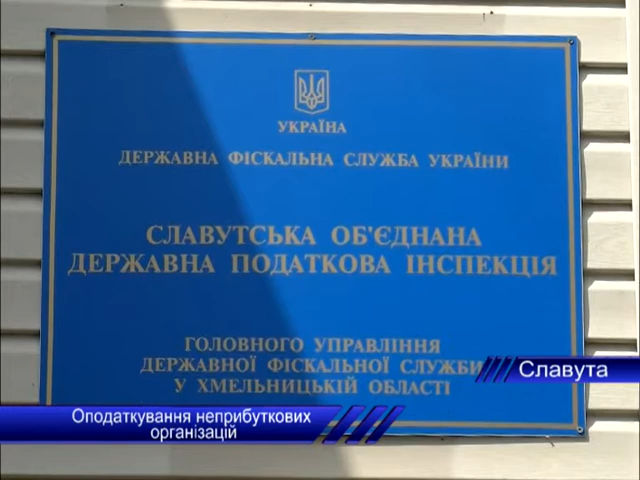 УКРАЇНА
ДЕРЖАВНА ФІСКАЛЬНА СЛУЖБА УКРАЇНИ
СЛАВУТСЬКА ОБ'ЄДНАНА
ДЕРЖАВНА ПОДАТКОВА ІНСПЕКЦІЯ
ГОЛОВНОГО УПРАВЛІННЯ
ДЕРЖАВНОЇ ФІСКАЛЬНОЇ СЛУЖБИ
У ХМЕЛЬНИЦЬКІЙ ОБЛАСТІ
Славута
Оподаткування неприбуткових
організацій